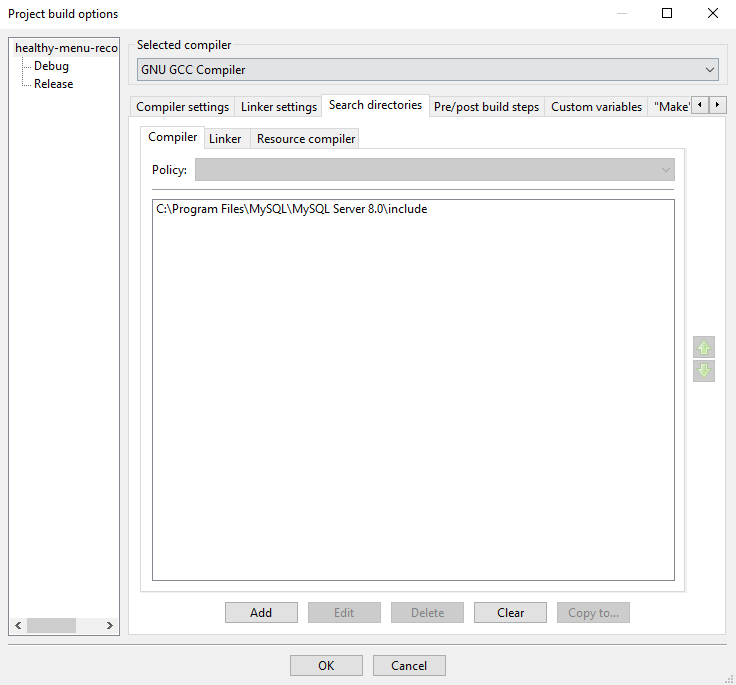 Project build options
healthy-menu-reco
Debug
Release
Selected compiler
GNU GCC Compiler
Compiler settings Linker settings Search directories Pre/post build steps Custom variables "Make"
Compiler Linker Resource compiler
Policy:
C:\Program Files\MySQL\MySQL Server 8.0\include
Add Edit Delete Clear Copy to...
OK Cancel